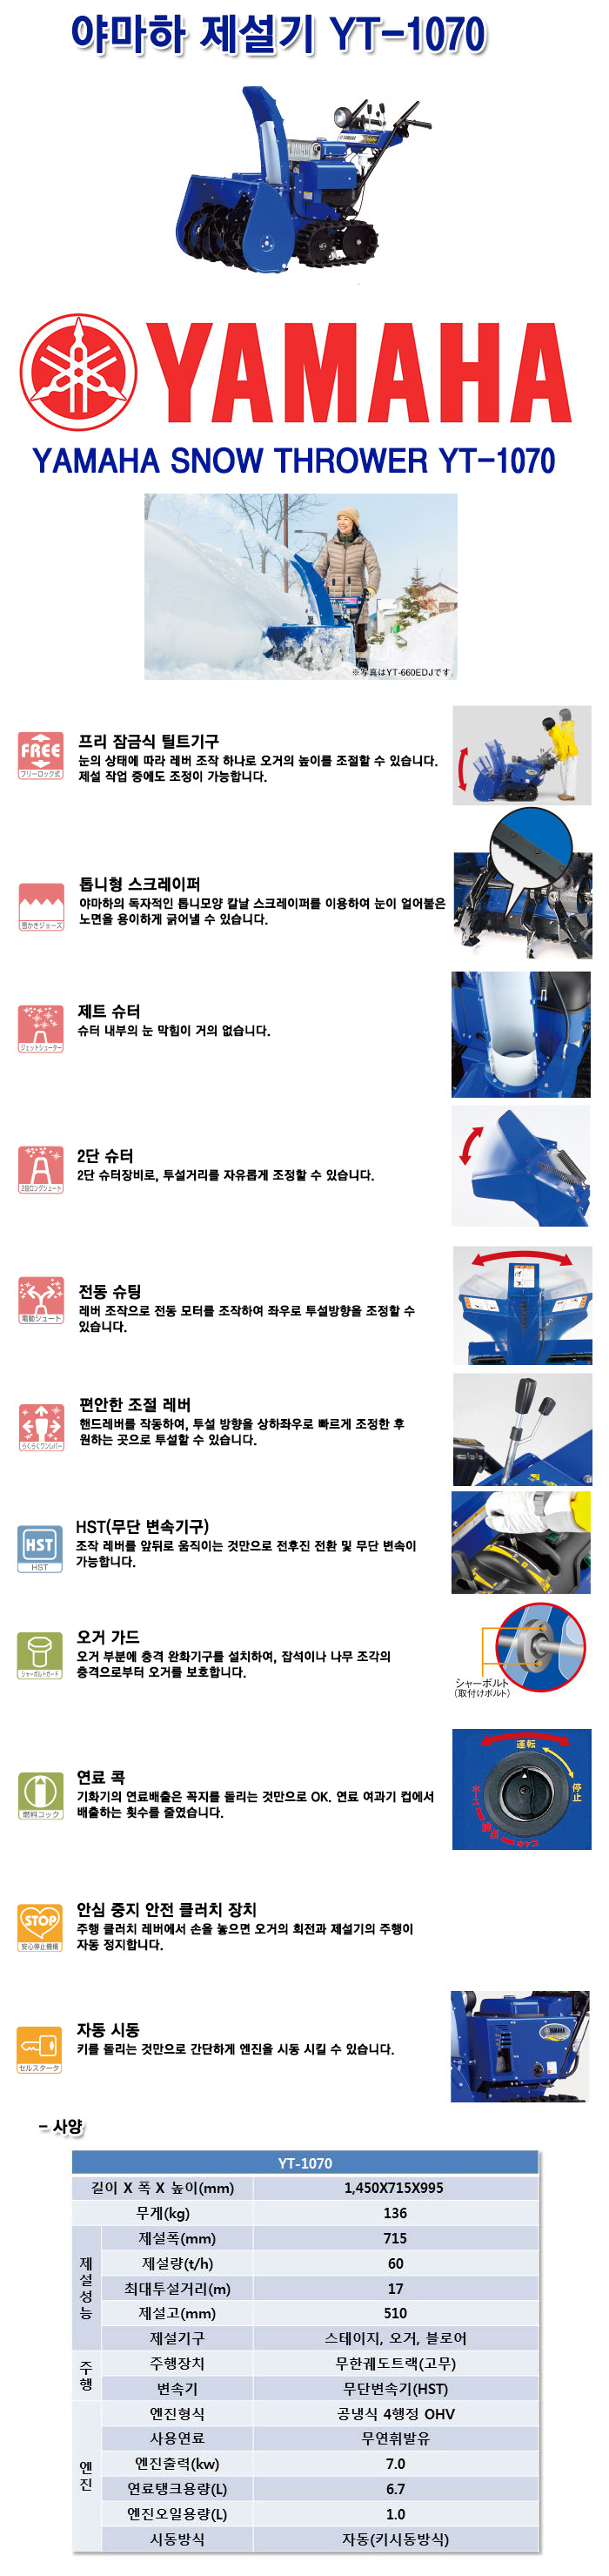 야마하 제설기 YT-1070
YAMAHA
YAMAHA SNOW THROWER YT-1070
※写真はYT-660EDJです。
FREE
フリーロック式
프리 잠금식 틸트기구
눈의 상태에 따라 레버 조작 하나로 오거의 높이를 조절할 수 있습니다.
제설 작업 중에도 조정이 가능합니다.
雪かきジョーズ
톱니형 스크레이퍼
야마하의 독자적인 톱니모양 칼날 스크레이퍼를 이용하여 눈이 얼어붙은
노면을 용이하게 긁어낼 수 있습니다.
ジェットシューター
제트 슈터
슈터 내부의 눈 막힘이 거의 없습니다.
2段ロングシュート
2단 슈터
2단 슈터장비로, 투설거리를 자유롭게 조정할 수 있습니다.
電動シュート
전동 슈팅
레버 조작으로 전동 모터를 조작하여 좌우로 투설방향을 조정할 수
있습니다.
らくらくワンレバー
편안한 조절 레버
핸드레버를 작동하여, 투설 방향을 상하좌우로 빠르게 조정한 후
원하는 곳으로 투설할 수 있습니다.
HST
HST
HST(무단 변속기구)
조작 레버를 앞뒤로 움직이는 것만으로 전후진 전환 및 무단 변속이
가능합니다.
シャーボルトガード
오거 가드
오거 부분에 충격 완화기구를 설치하여, 잡석이나 나무 조각의
충격으로부터 오거를 보호합니다.
シャーボルト
(取付けボルト)
燃料コック
연료 콕
기화기의 연료배출은 꼭지를 돌리는 것만으로 OK. 연료 여과기 컵에서
배출하는 횟수를 줄였습니다.
運転
停止
ホース
キャブ
STOP
安心停止機構
안심 중지 안전 클러치 장치
주행 클러치 레버에서 손을 놓으면 오거의 회전과 제설기의 주행이
자동 정지합니다.
セルスタータ
자동 시동
키를 돌리는 것만으로 간단하게 엔진을 시동 시킬 수 있습니다.
YAMAHA
- 사양
YT-1070
길이 X 폭 X 높이(mm) 1,450X715X995
무게(kg) 136
제설성능
제설폭(mm) 715
제설량(t/h) 60
최대투설거리(m) 17
제설고(mm) 510
제설기구 스테이지, 오거, 블로어
주행
주행장치 무한궤도트랙(고무)
변속기 무단변속기(HST)
엔진
엔진형식 공냉식 4행정 OHV
사용연료 무연휘발유
엔진출력(kw) 7.0
연료탱크용량(L) 6.7
엔진오일용량(L) 1.0
시동방식 자동(키시동방식)